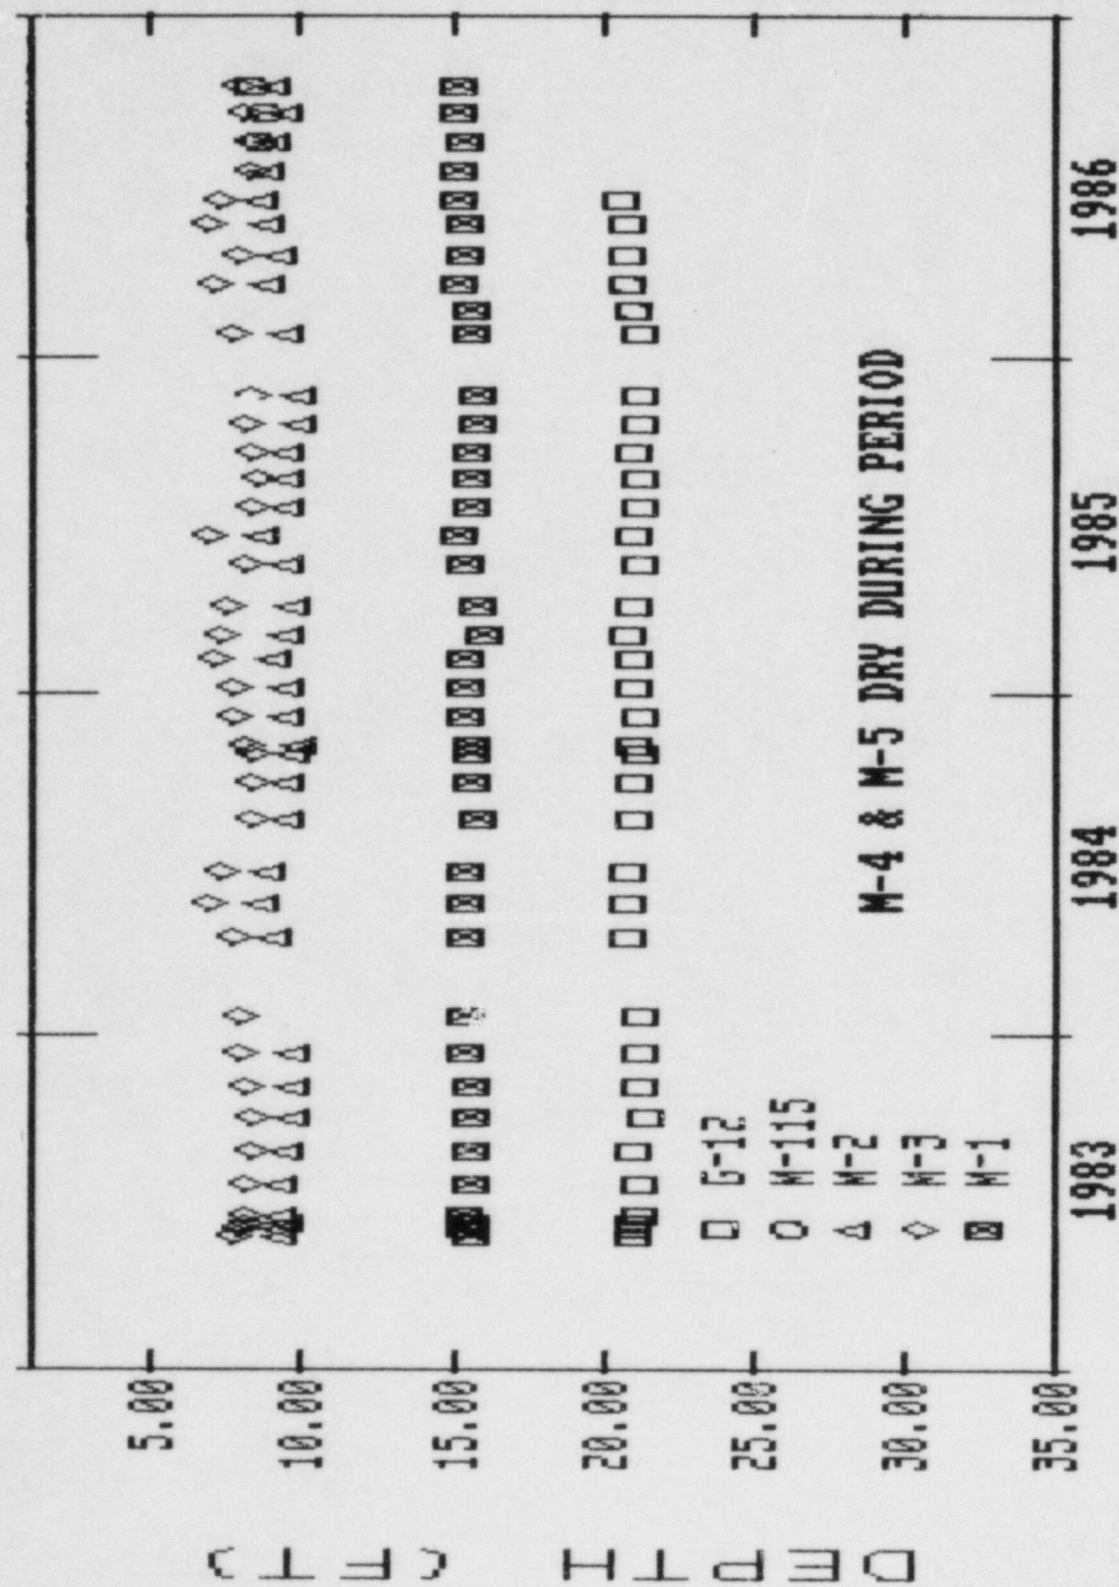 DEPTH (FT)
5.00
10.00
15.00
20.00
25.00
30.00
35.00
G-12
M-115
M-2
M-3
M-1
M-4 & M-5 DRY DURING PERIOD
1983
1984
1985
1986